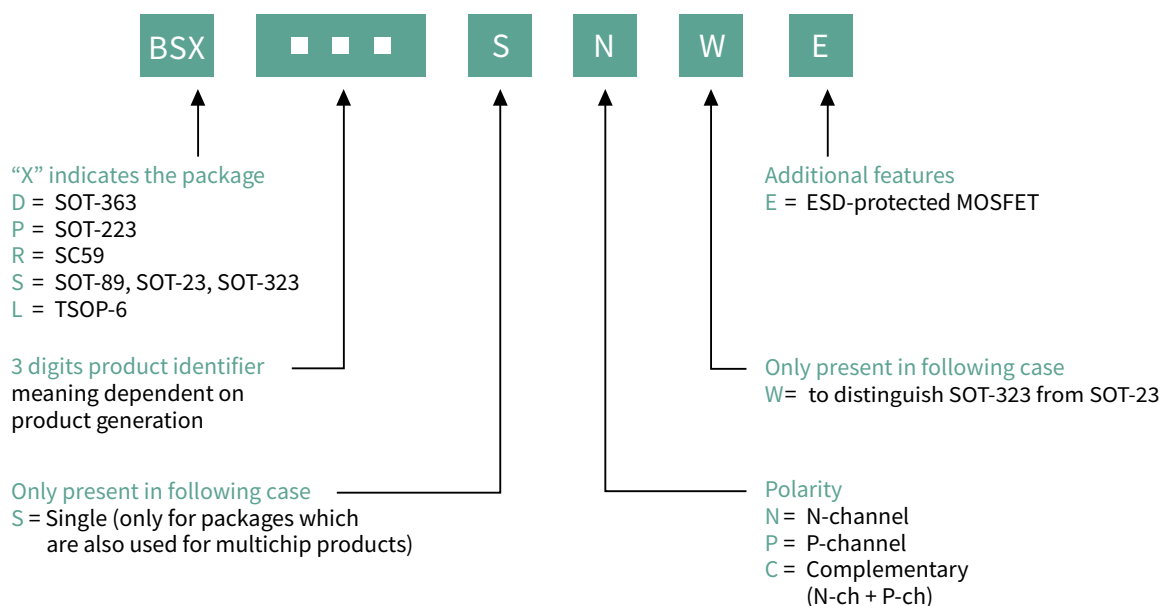 BSX S N W E
“X” indicates the package
D = SOT-363
P = SOT-223
R = SC59
S = SOT-89, SOT-23, SOT-323
L = TSOP-6
3 digits product identifier
meaning dependent on
product generation
Only present in following case
S = Single (only for packages which
are also used for multichip products)
Additional features
E = ESD-protected MOSFET
Only present in following case
W= to distinguish SOT-323 from SOT-23
Polarity
N = N-channel
P = P-channel
C = Complementary
(N-ch + P-ch)